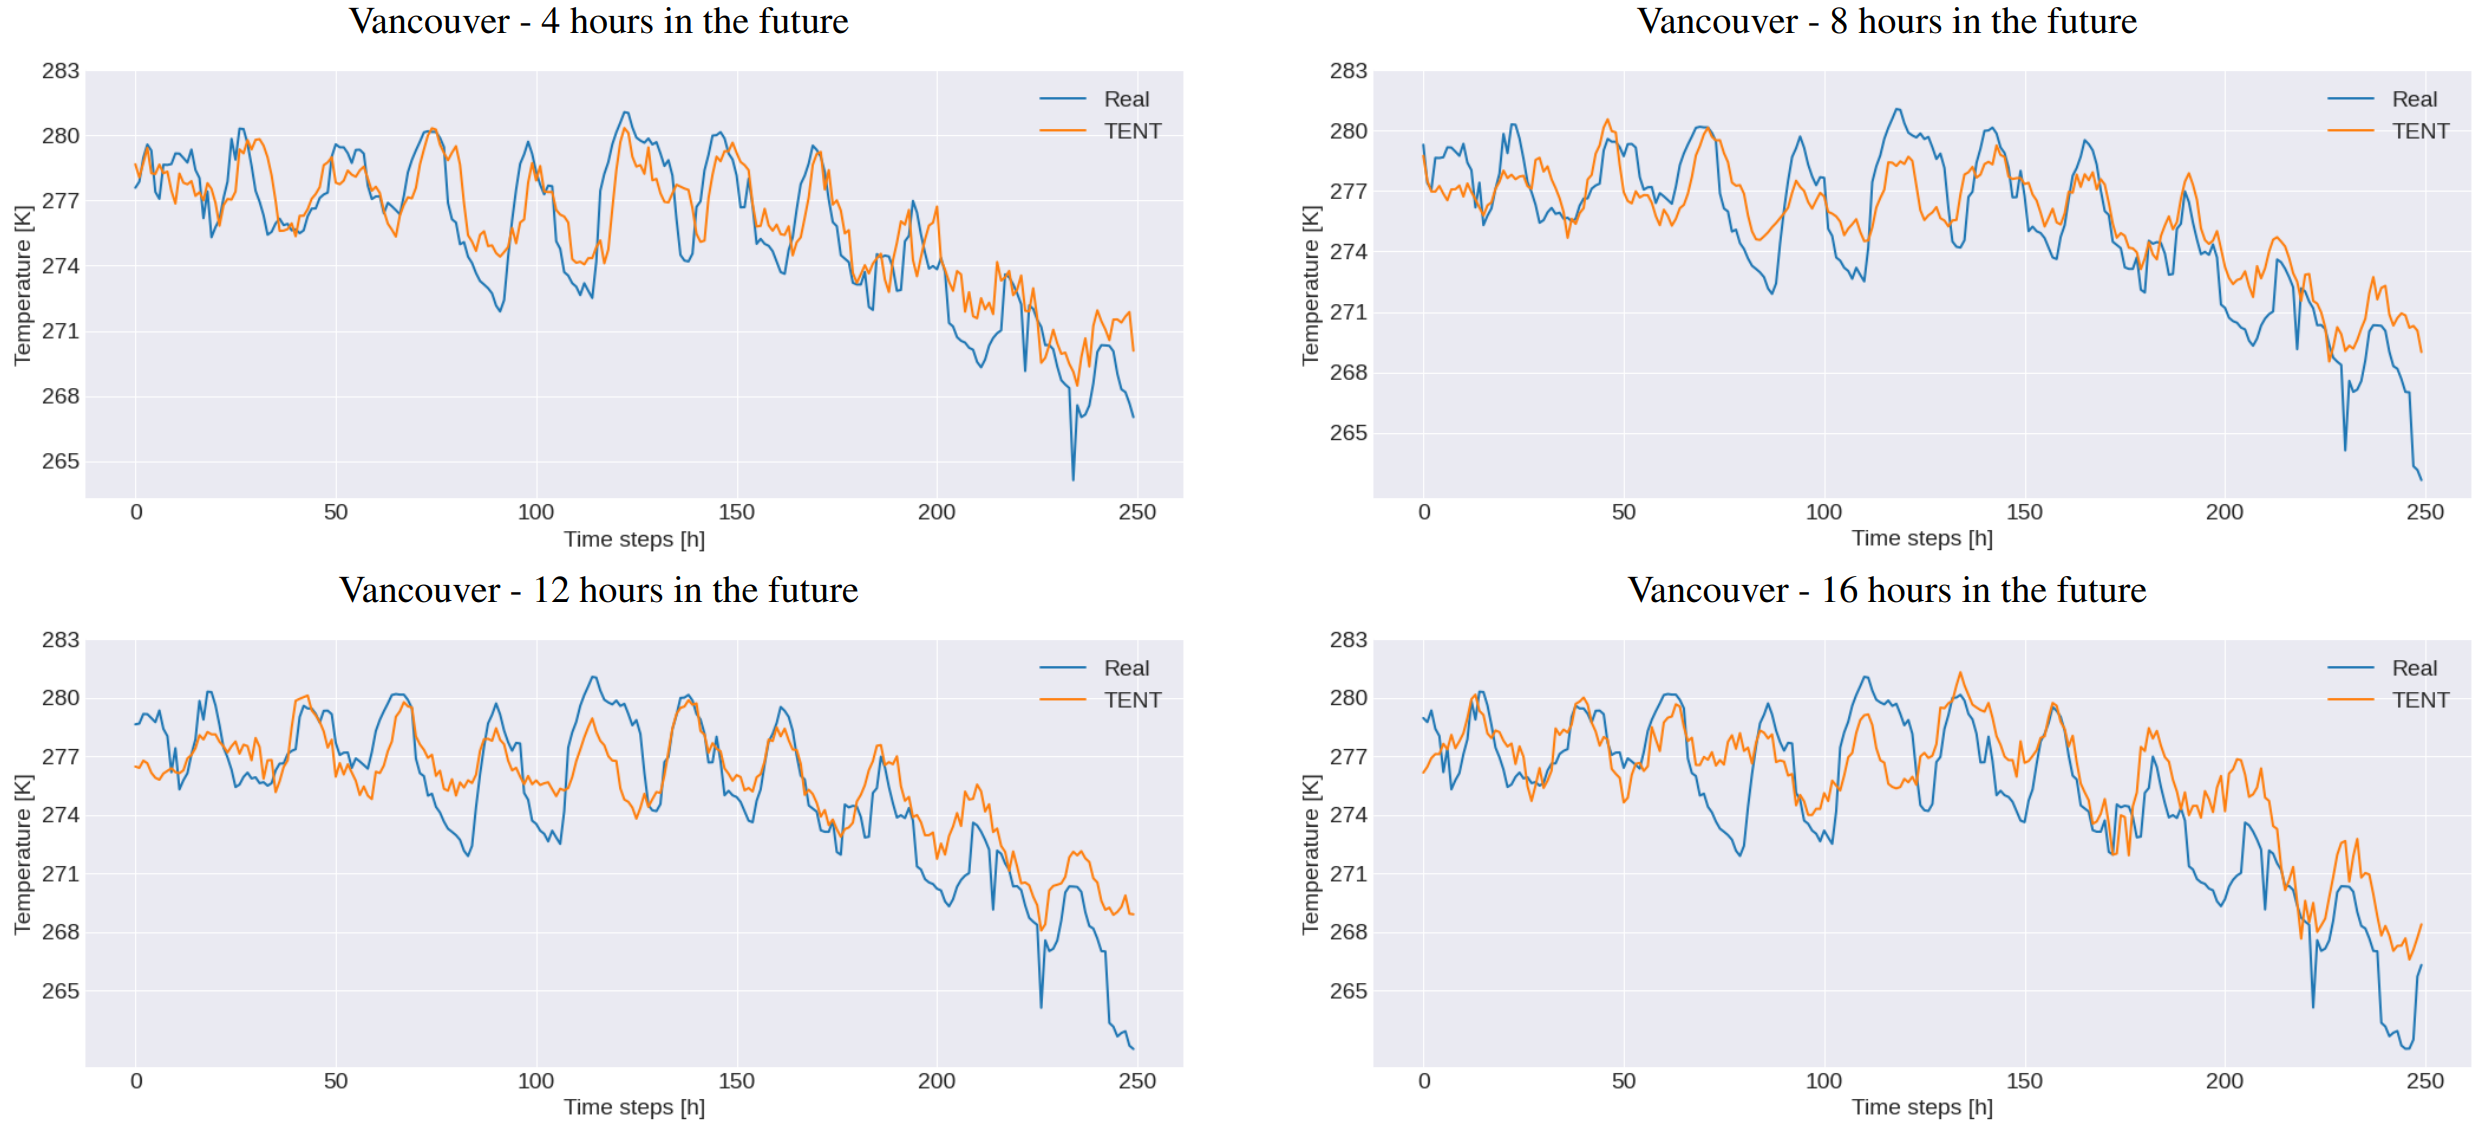 Vancouver - 4 hours in the future
283
280
277
274
271
268
265
Temperature [K]
Real
TENT
0 50 100 150 200 250
Time steps [h]
Vancouver - 8 hours in the future
283
280
277
274
271
268
265
Temperature [K]
Real
TENT
0 50 100 150 200 250
Time steps [h]
Vancouver - 12 hours in the future
283
280
277
274
271
268
265
Temperature [K]
Real
TENT
0 50 100 150 200 250
Time steps [h]
Vancouver - 16 hours in the future
283
280
277
274
271
268
265
Temperature [K]
Real
TENT
0 50 100 150 200 250
Time steps [h]